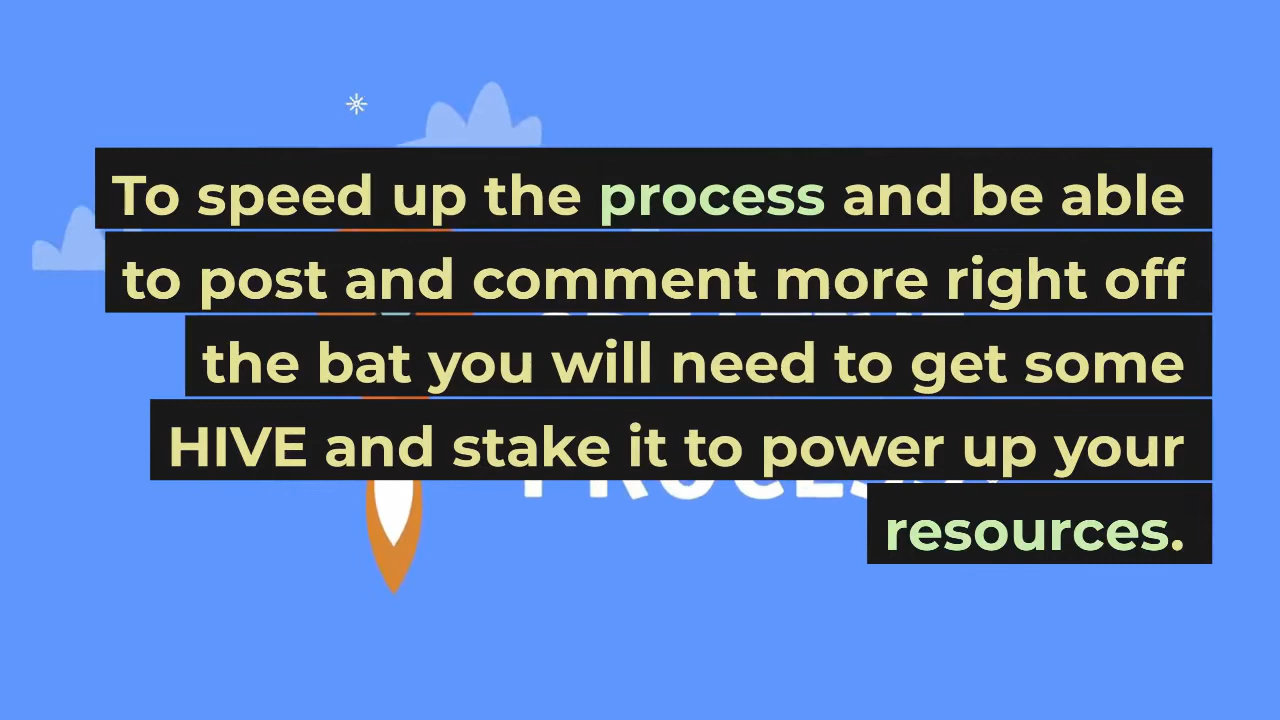 To speed up the process and be able
to post and comment more right off
the bat you will need to get some
HIVE and stake it to power up your
resources.